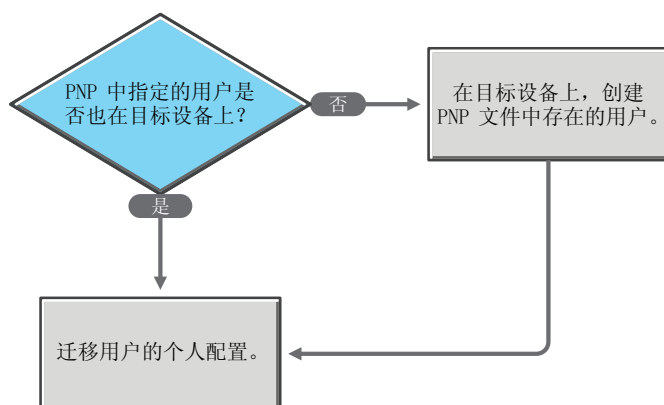 PNP 中指定的用户是
否也在目标设备上？
否
在目标设备上，创建
PNP 文件中存在的用户。
是
迁移用户的个人配置。